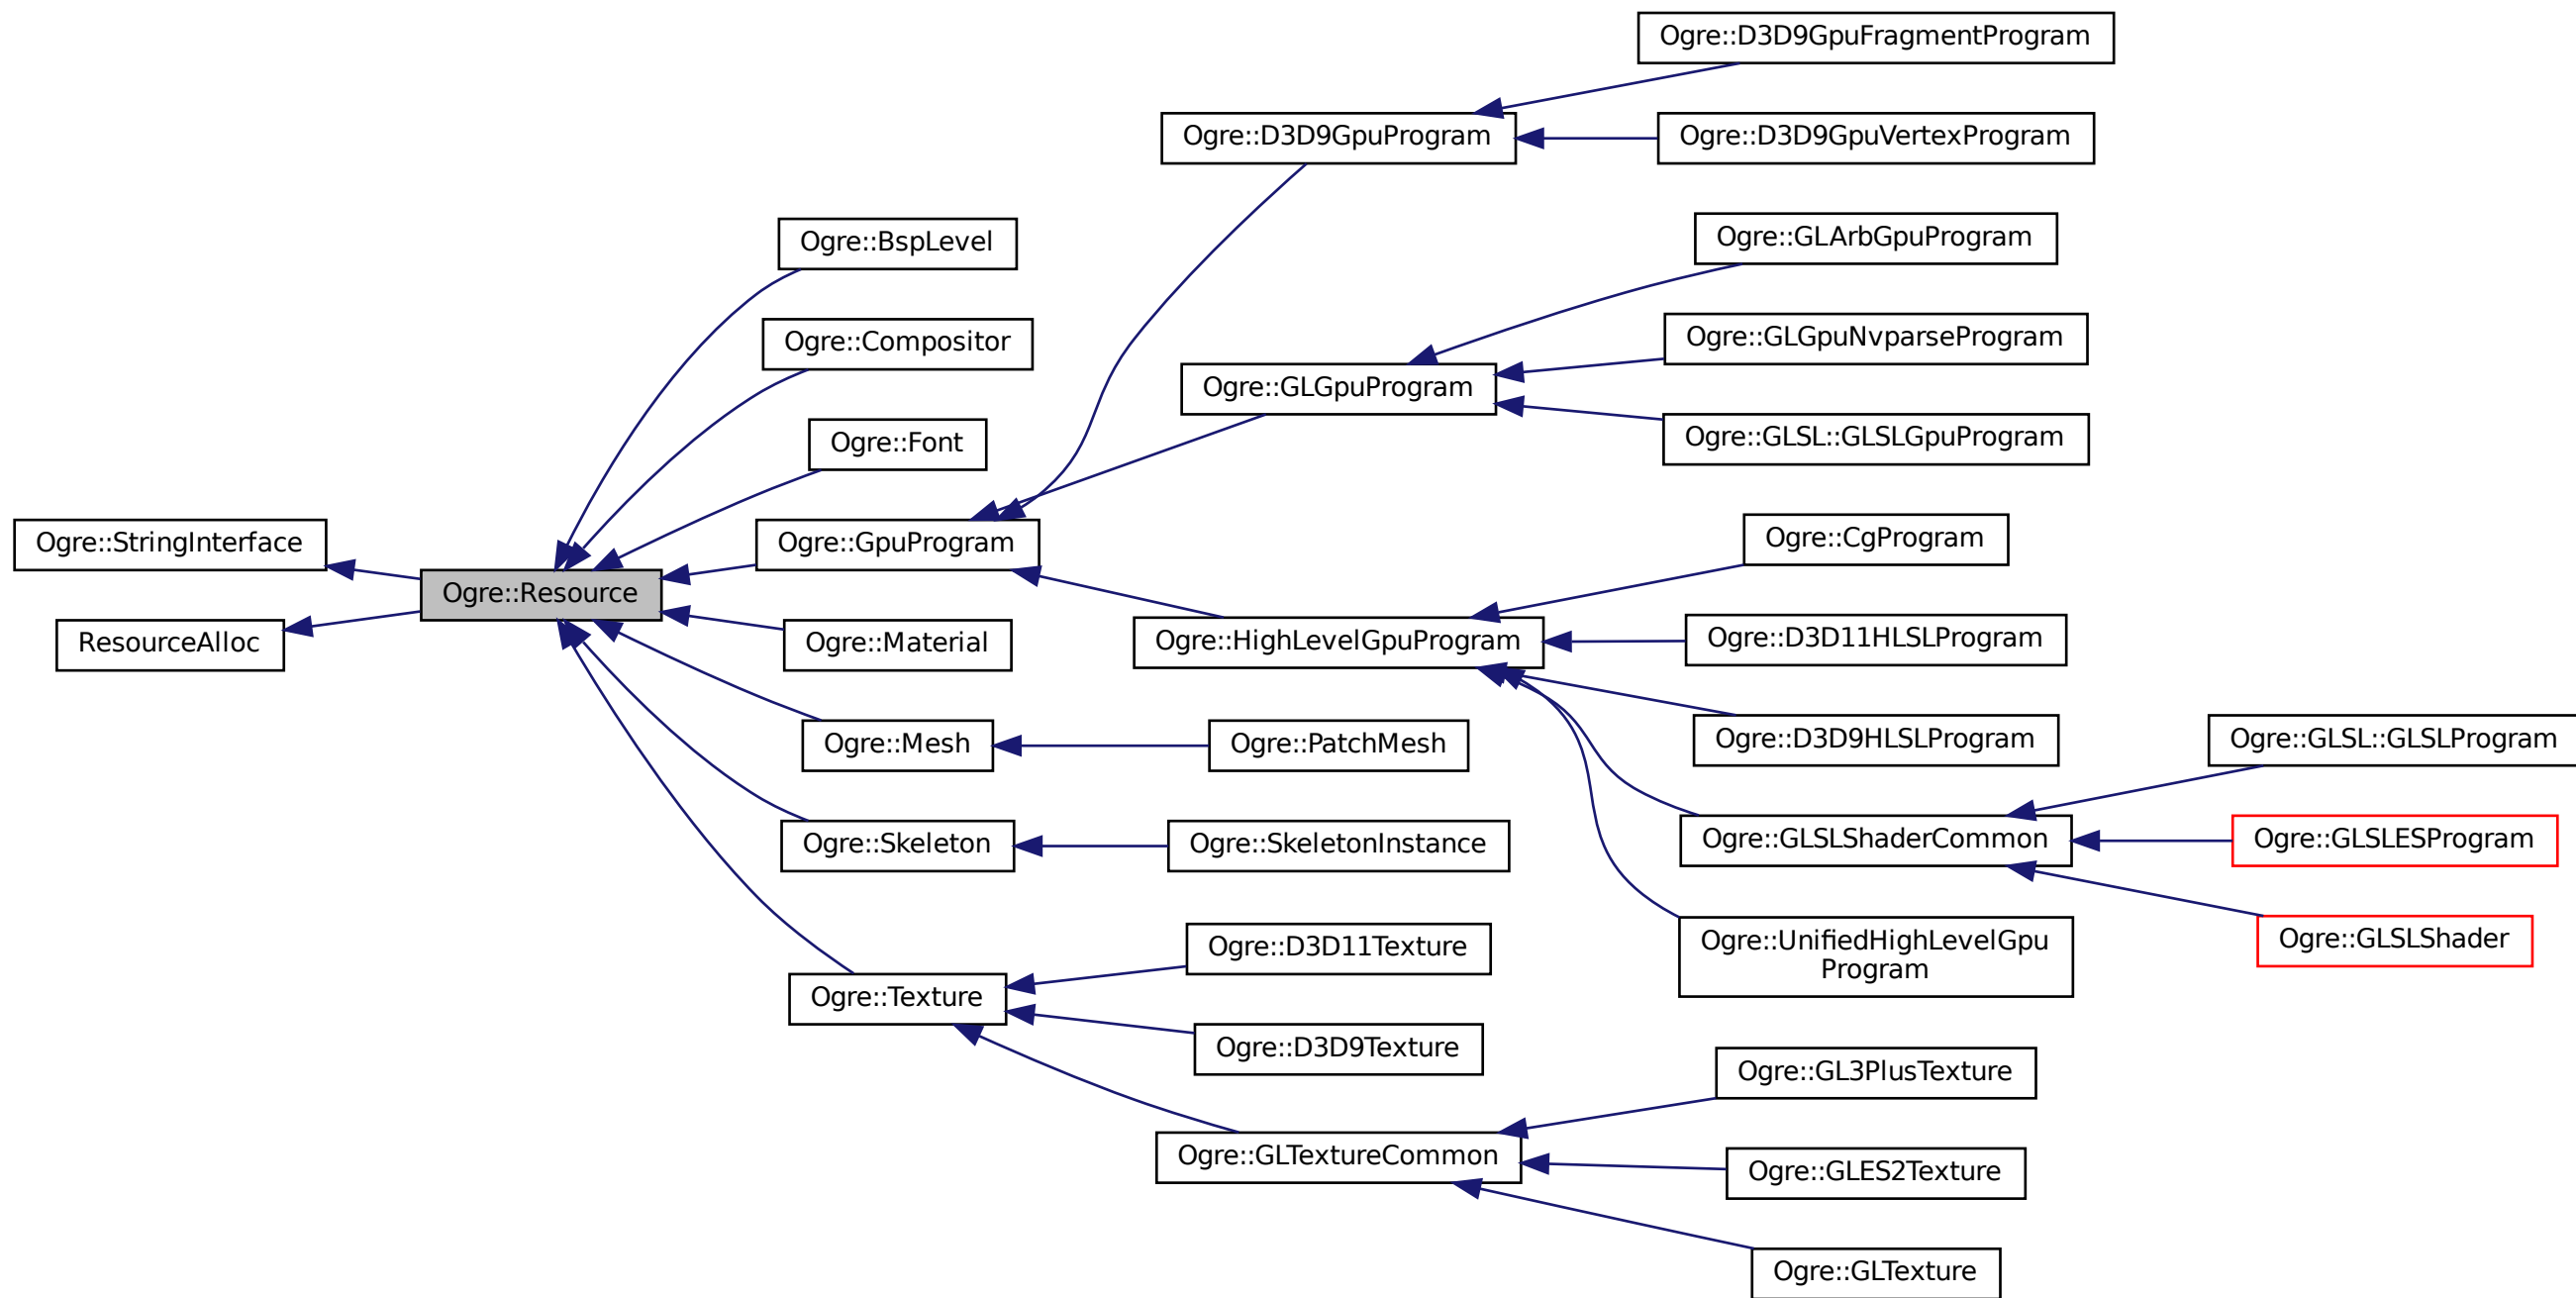 Ogre::D3D9GpuFragmentProgram
Ogre::D3D9GpuProgram
Ogre::D3D9GpuVertexProgram
Ogre::BspLevel
Ogre::GLArbGpuProgram
Ogre::Compositor
Ogre::GLGpuNvparseProgram
Ogre::GLGpuProgram
Ogre::Font
Ogre::GLSL::GLSLGpuProgram
Ogre::StringInterface
Ogre::GpuProgram
Ogre::CgProgram
Ogre::Resource
ResourceAlloc
Ogre::Material
Ogre::HighLevelGpuProgram
Ogre::D3D11HLSLProgram
Ogre::Mesh
Ogre::PatchMesh
Ogre::D3D9HLSLProgram
Ogre::GLSL::GLSLProgram
Ogre::Skeleton
Ogre::SkeletonInstance
Ogre::GLSLShaderCommon
Ogre::GLSLESProgram
Ogre::D3D11Texture
Ogre::UnifiedHighLevelGpu
Program
Ogre::GLSLShader
Ogre::Texture
Ogre::D3D9Texture
Ogre::GL3PlusTexture
Ogre::GLTextureCommon
Ogre::GLES2Texture
Ogre::GLTexture